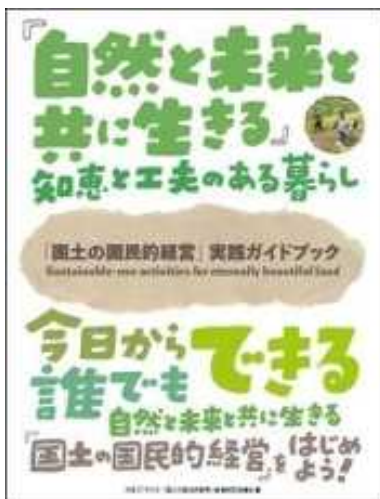 『自然と未来と
共に生きる』
知恵と工夫のある暮らし
「国土の国民的経営」実践ガイドブック
Sustainable-use activities for eternally beautiful land
今日から
誰でも
できる
自然と未来と共に生きる
『国土の国民的経営』をはじめよう!